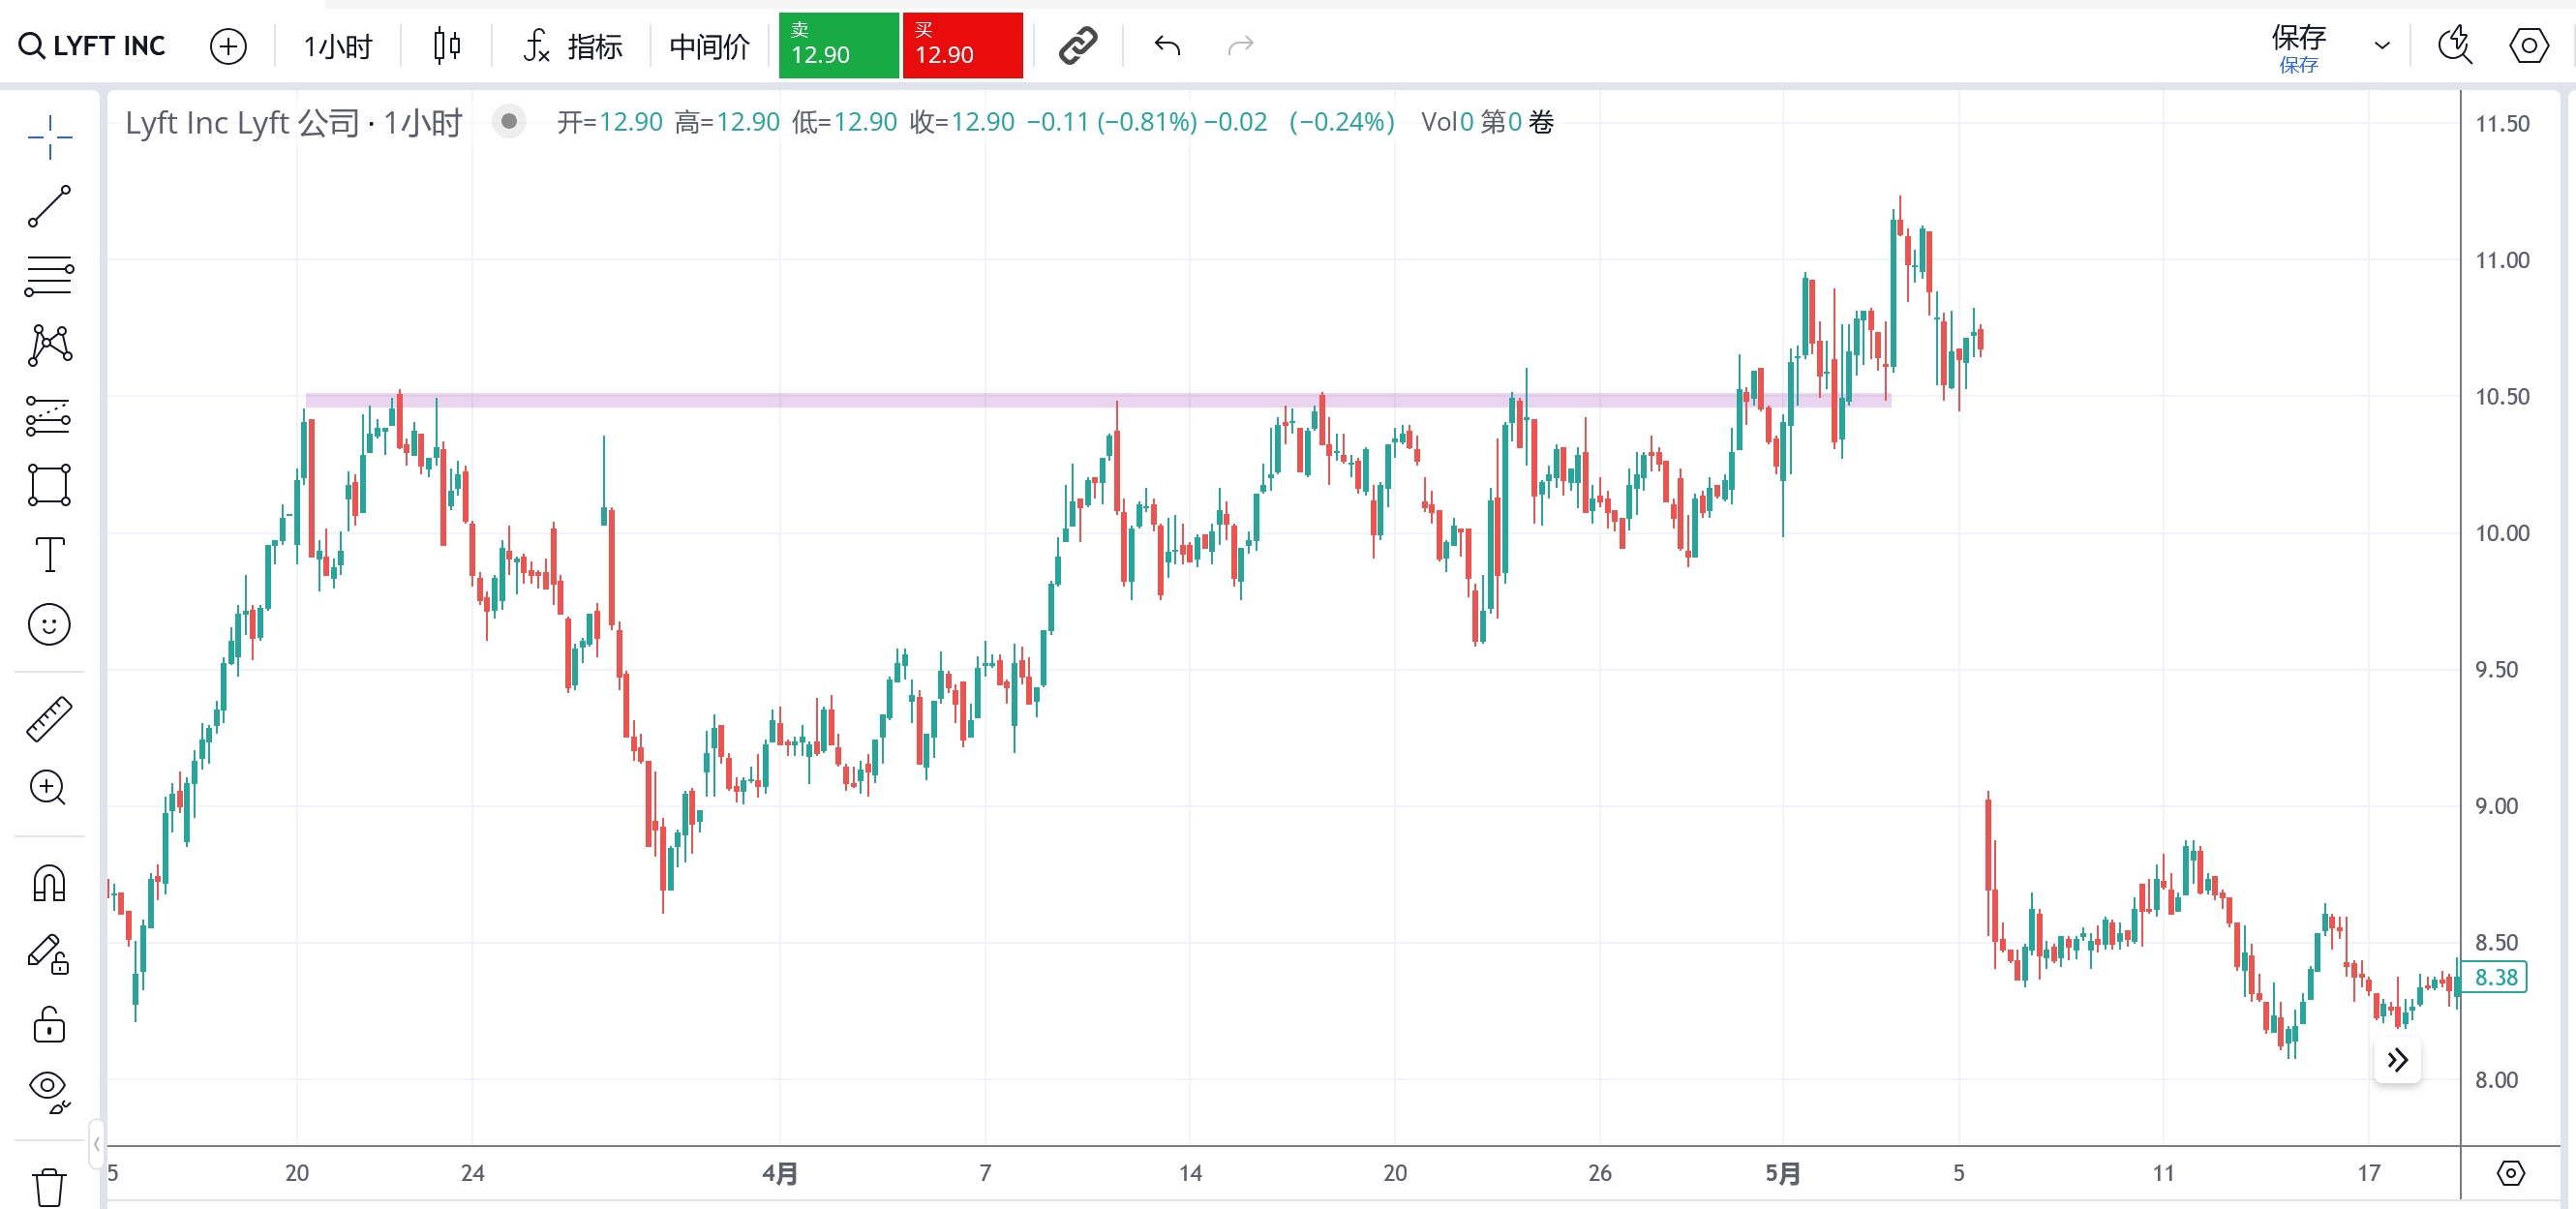 LYFT INC
1小时
指标
中间价
卖
12.90
买
12.90
保存
保存
Lyft Inc Lyft 公司 · 1小时
开=12.90 高=12.90 低=12.90 收=12.90 −0.11 (−0.81%) −0.02 (−0.24%) Vol0 第0 卷
11.50
11.00
10.50
10.00
9.50
9.00
8.50
8.38
8.00
5 20 24 4月 7 14 20 26 5月 5 11 17